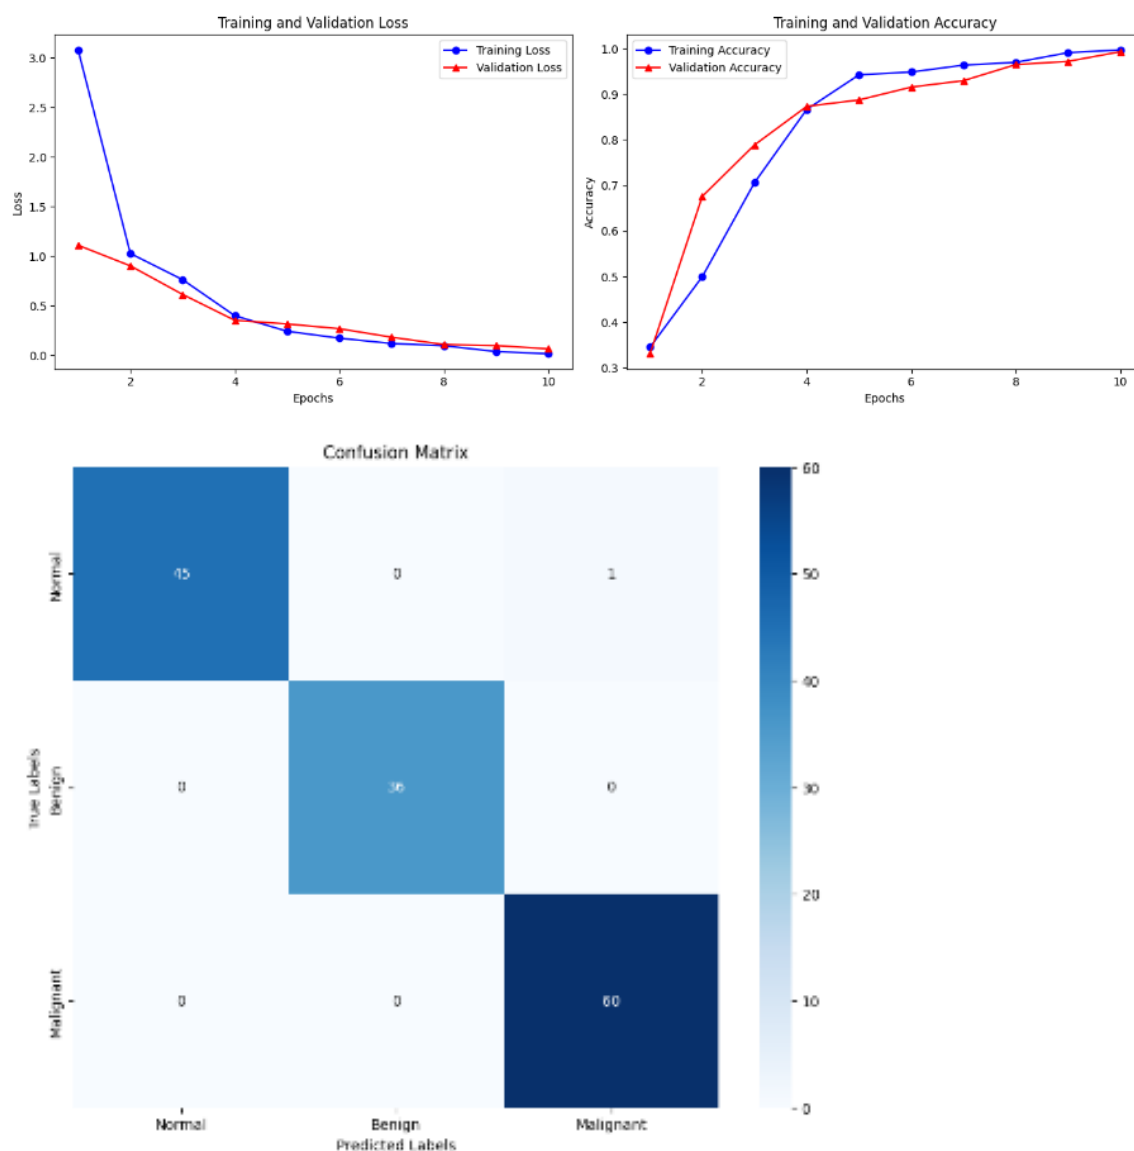 Training and Validation Loss
3.0
2.5
2.0
1.5
1.0
0.5
0.0
Loss
2
4
6
8
10
Epochs
Training Loss
Validation Loss
Training and Validation Accuracy
1.0
0.9
0.8
0.7
0.6
0.5
0.4
0.3
Accuracy
2
4
6
8
10
Epochs
Training Accuracy
Validation Accuracy
Confusion Matrix
Normal
45
0
1
True Labels
Benign
0
36
0
Malignant
0
0
60
Normal
Benign
Malignant
Predicted Labels
60
50
40
30
20
10
0